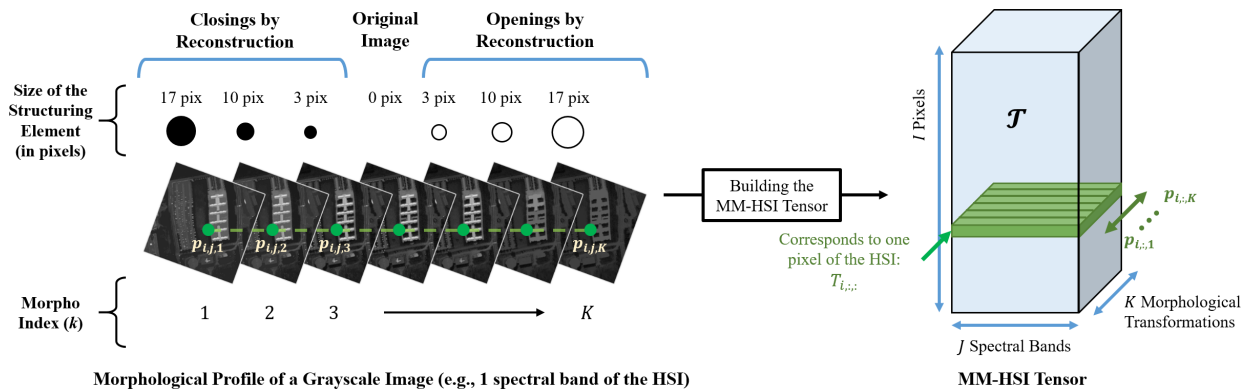 Closings by
Reconstruction
Original
Image
Openings by
Reconstruction
Size of the
Structuring
Element
(in pixels)
17 pix 10 pix 3 pix 0 pix 3 pix 10 pix 17 pix
p_{i,j,1} p_{i,j,2} p_{i,j,3} p_{i,j,K}
Morpho
Index (k)
1 2 3 K
Morphological Profile of a Grayscale Image (e.g., 1 spectral band of the HSI)
Building the
MM-HSI Tensor
I Pixels
𝓣
Corresponds to one
pixel of the HSI:
T_{i,:,:}
p_{i,:,K}
p_{i,:,1}
K Morphological
Transformations
J Spectral Bands
MM-HSI Tensor